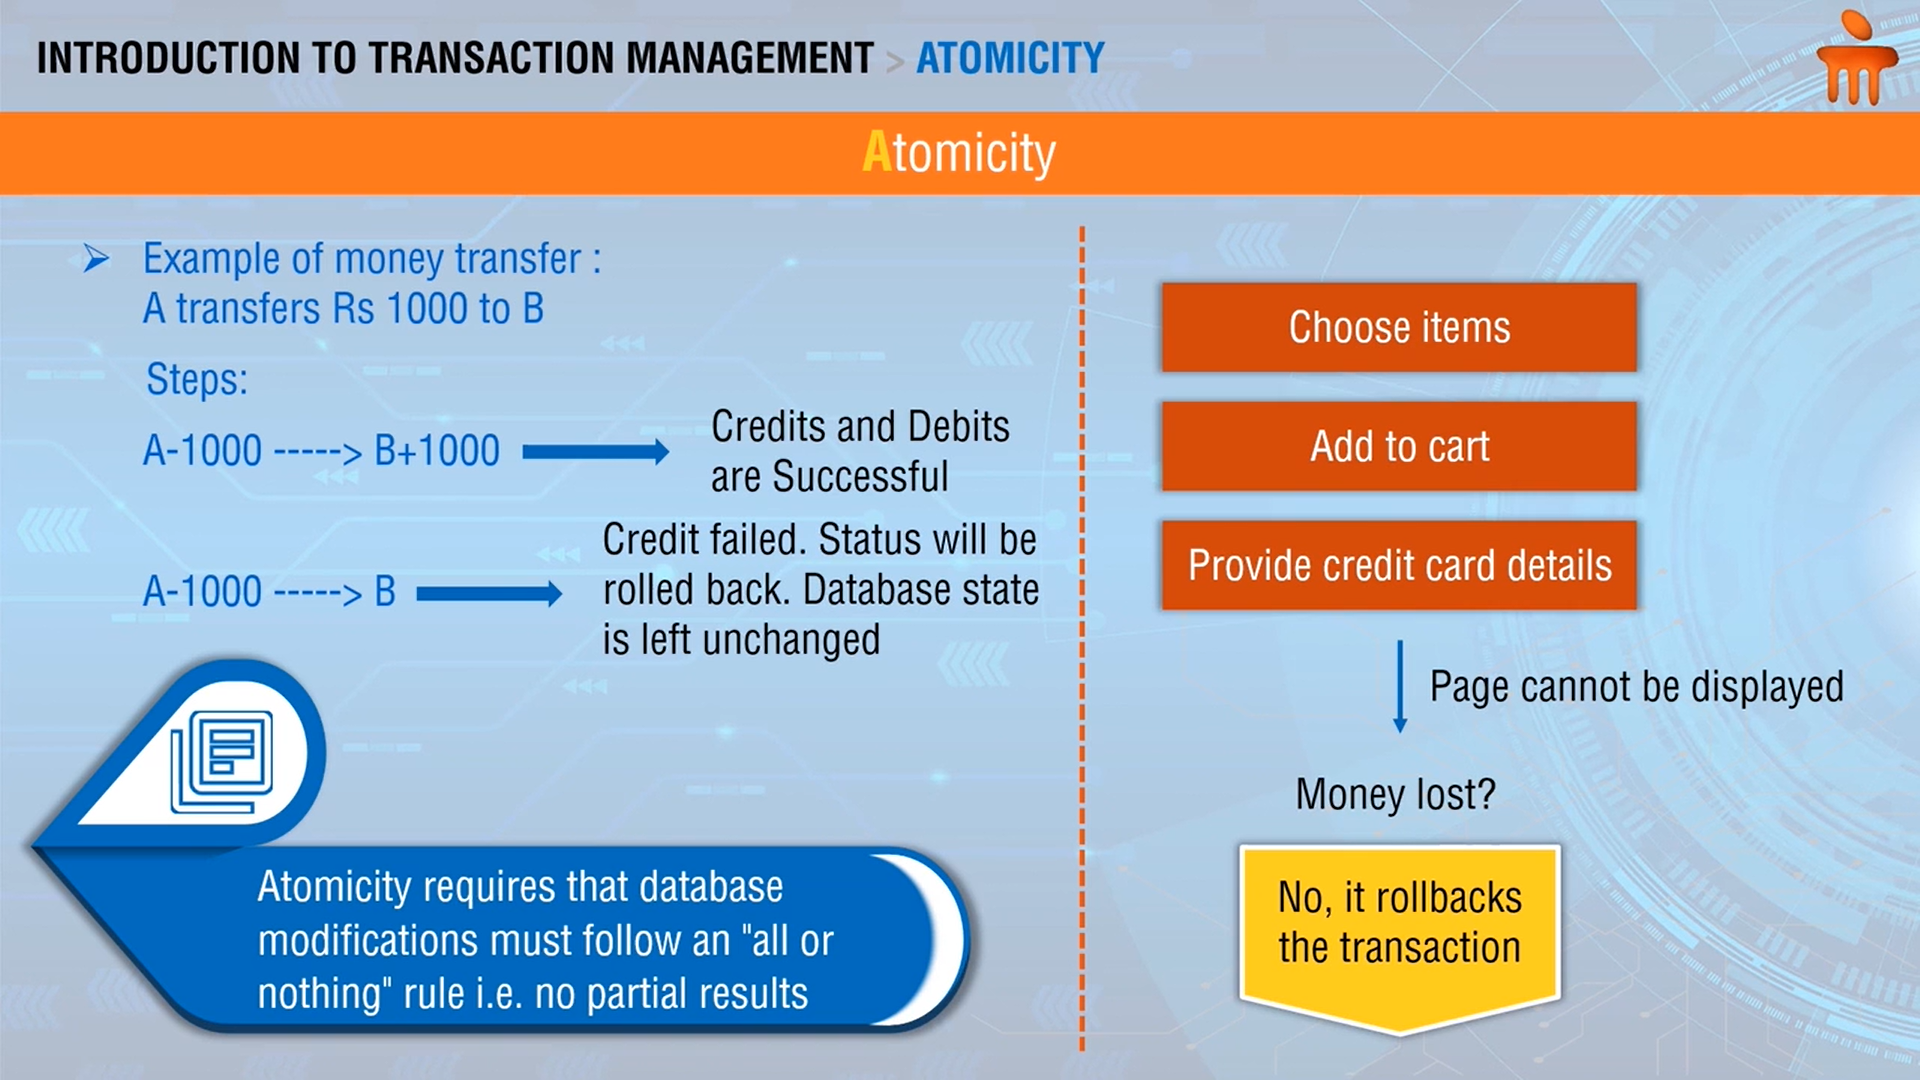 INTRODUCTION TO TRANSACTION MANAGEMENT > ATOMICITY
Atomicity
Example of money transfer :
A transfers Rs 1000 to B
Steps:
A-1000 -----> B+1000
Credits and Debits
are Successful
A-1000 -----> B
Credit failed. Status will be
rolled back. Database state
is left unchanged
Atomicity requires that database
modifications must follow an "all or
nothing" rule i.e. no partial results
Choose items
Add to cart
Provide credit card details
Page cannot be displayed
Money lost?
No, it rollbacks
the transaction